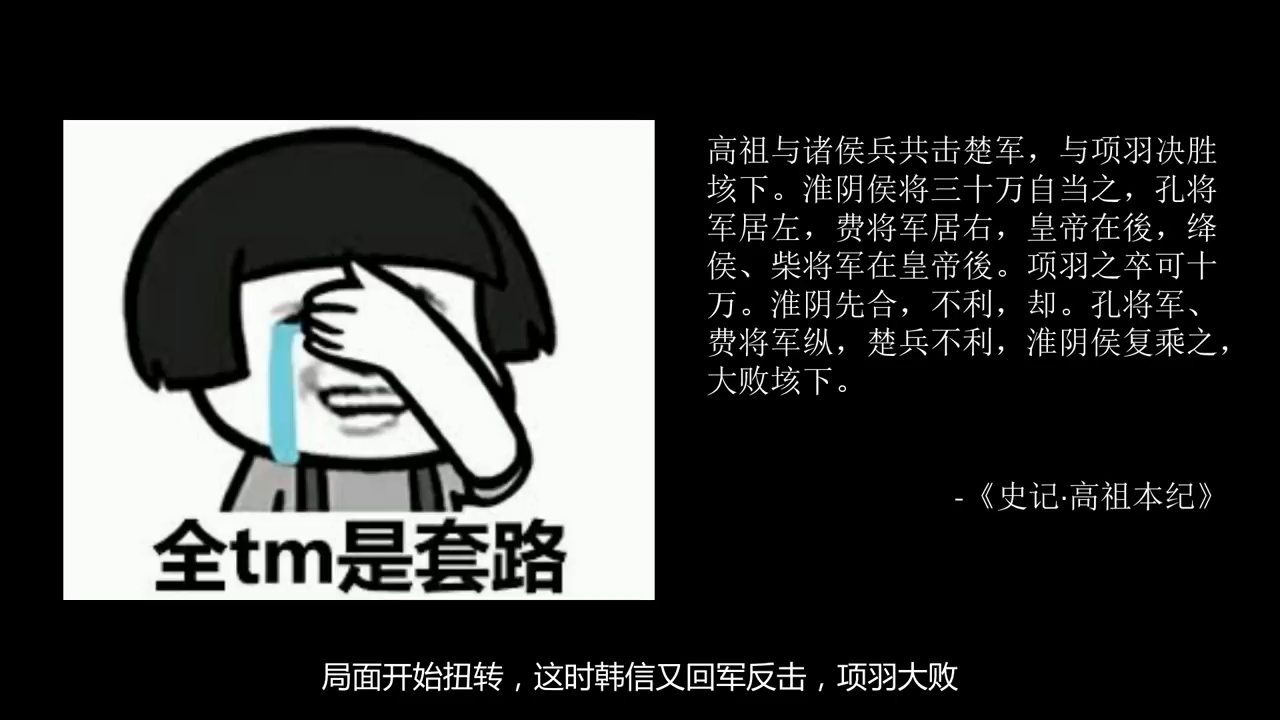 高祖与诸侯兵共击楚军，与项羽决胜
垓下。淮阴侯将三十万自当之，孔将
军居左，费将军居右，皇帝在後，绛
侯、柴将军在皇帝後。项羽之卒可十
万。淮阴先合，不利，却。孔将军、
费将军纵，楚兵不利，淮阴侯复乘之，
大败垓下。
-《史记·高祖本纪》
全tm是套路
局面开始扭转，这时韩信又回军反击，项羽大败